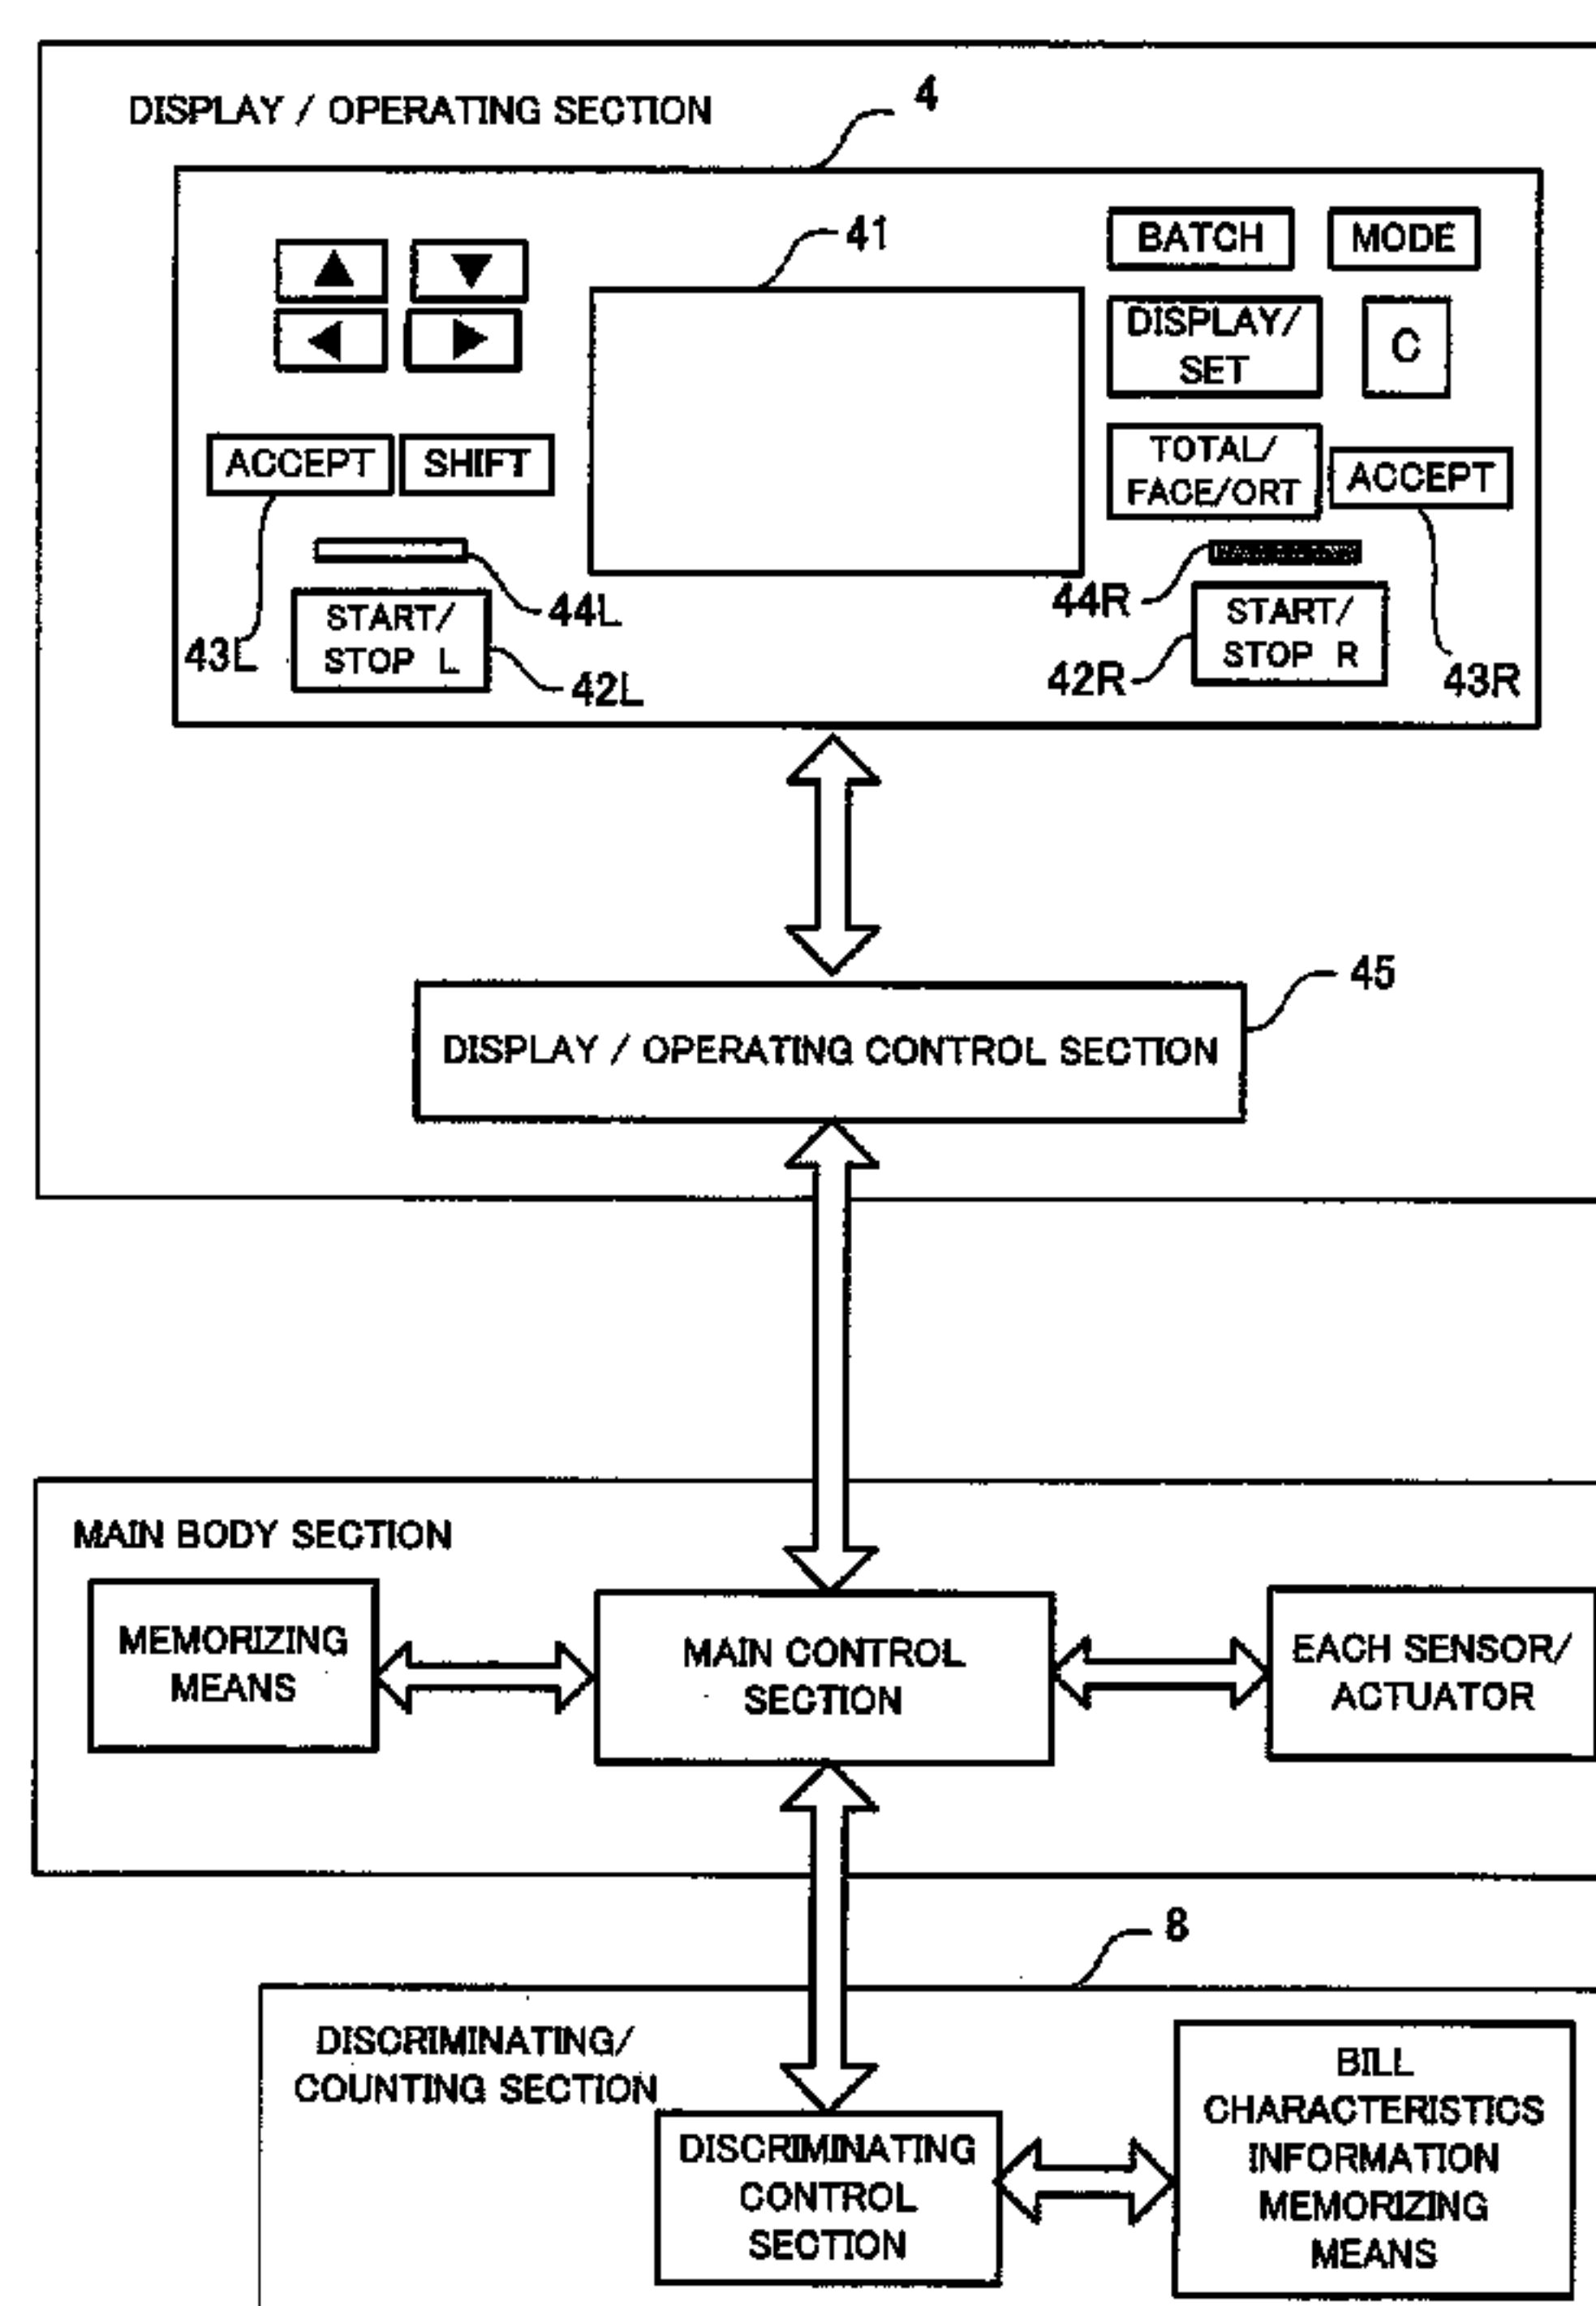 DISPLAY / OPERATING SECTION
4
41
BATCH
MODE
DISPLAY/
SET
C
ACCEPT
SHIFT
TOTAL/
FACE/ORT
ACCEPT
44L
44R
START/
STOP L
START/
STOP R
43L
42L
42R
43R
45
DISPLAY / OPERATING CONTROL SECTION
MAIN BODY SECTION
MEMORIZING
MEANS
MAIN CONTROL
SECTION
EACH SENSOR/
ACTUATOR
8
DISCRIMINATING/
COUNTING SECTION
DISCRIMINATING
CONTROL
SECTION
BILL
CHARACTERISTICS
INFORMATION
MEMORIZING
MEANS